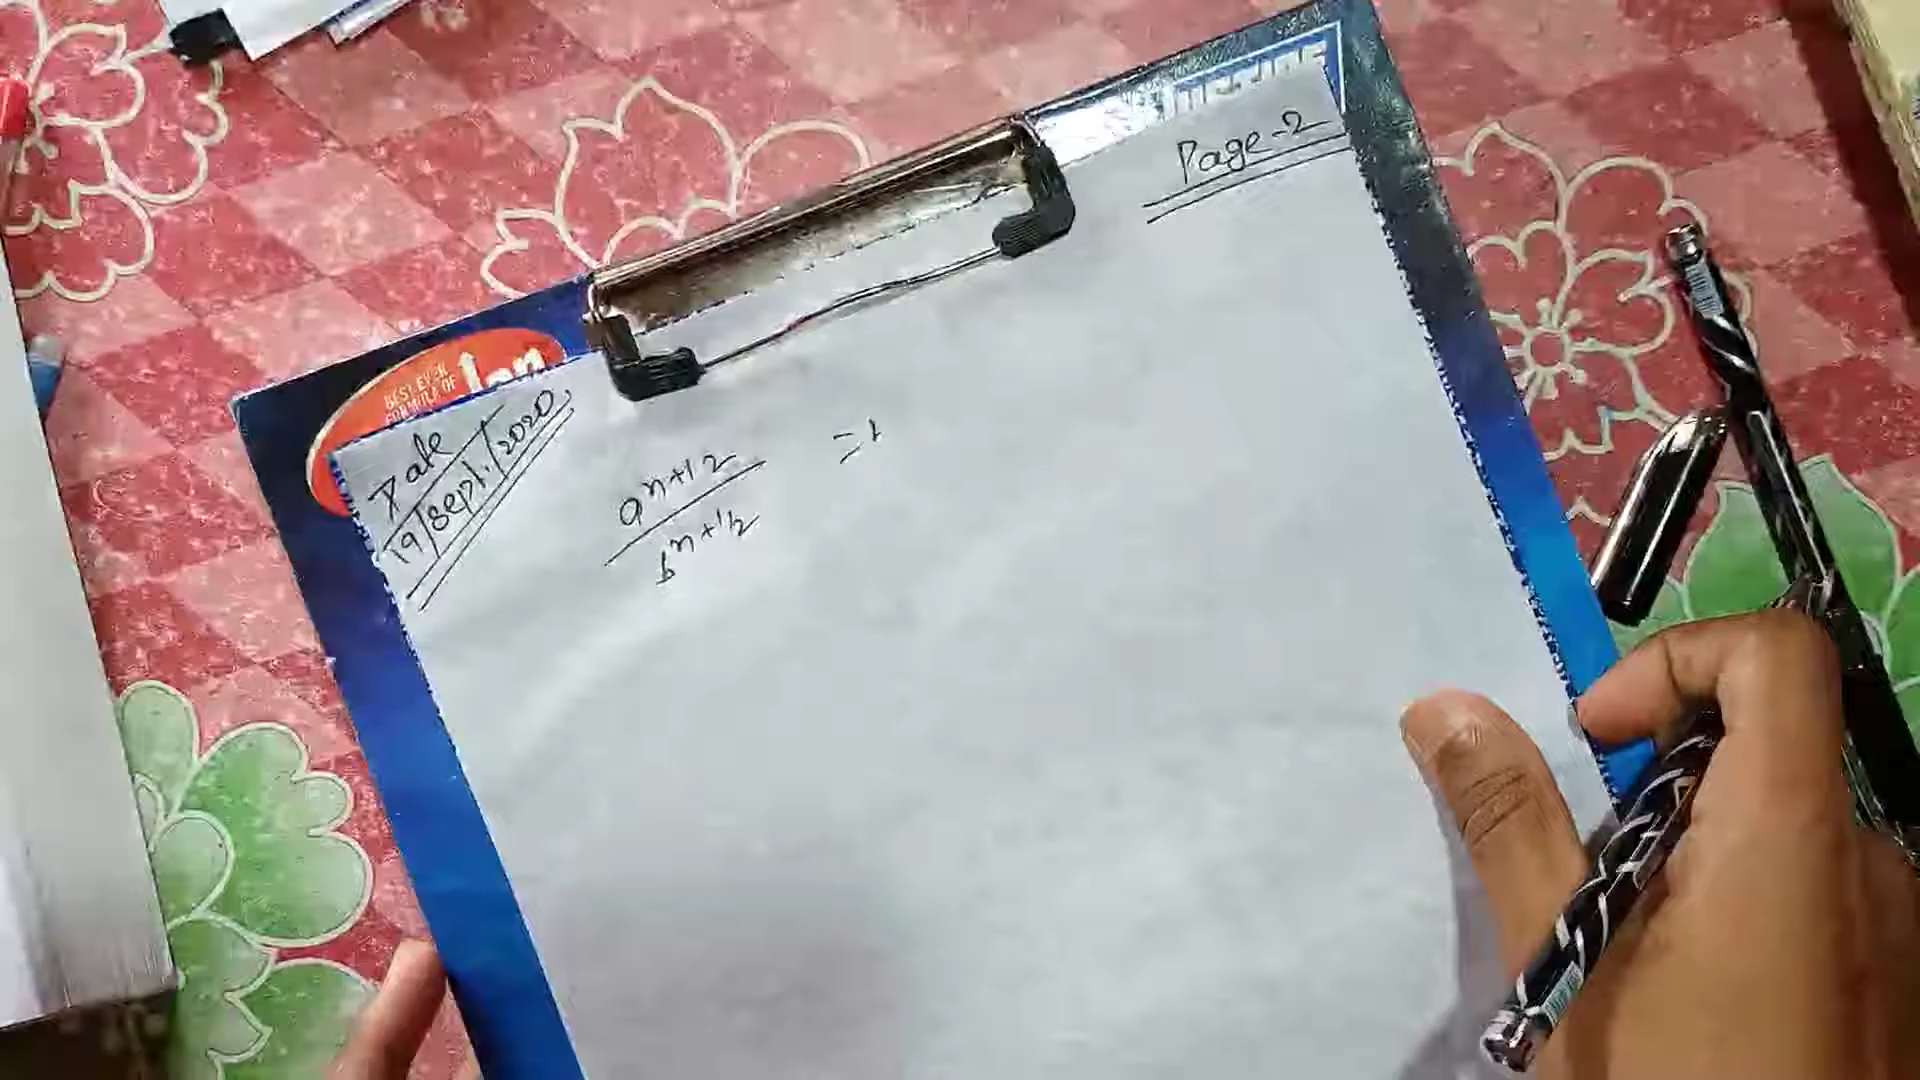 Page-2
BEST EVER
FORMULA OF
Date
19/Sept./2020
a^{n+1/2} / b^{n+1/2} = 1